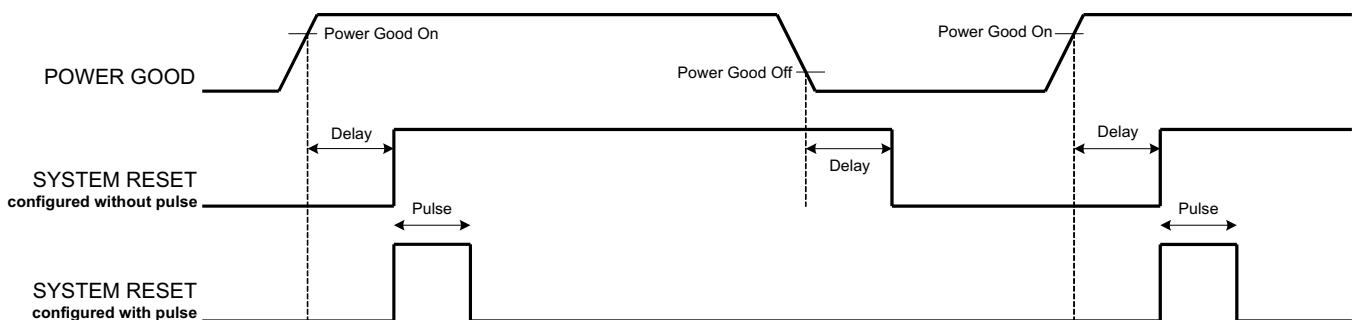 Power Good On
Power Good On
POWER GOOD
Power Good Off
Delay
Delay
Delay
SYSTEM RESET
configured without pulse
Pulse
Pulse
SYSTEM RESET
configured with pulse